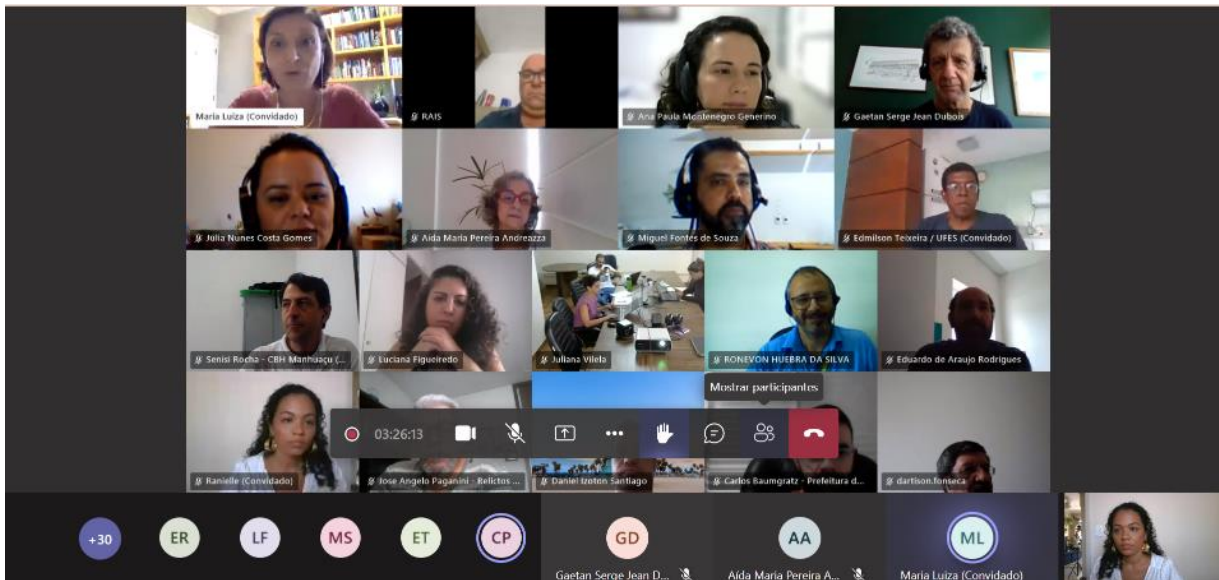 Maria Luiza (Convidado)
RAIS
Ana Paula Montenegro Generino
Gaetan Serge Jean Dubois
Julia Nunes Costa Gomes
Aída Maria Pereira Andreazza
Miguel Fontes de Souza
Edmilson Teixeira / UFES (Convidado)
Senisi Rocha - CBH Manhuaçu (...
Luciana Figueiredo
Juliana Vilela
RONEVON HUEBRA DA SILVA
Eduardo de Araujo Rodrigues
Mostrar participantes
03:26:13
Ranielle (Convidado)
Jose Angelo Paganini - Relictos ...
Daniel Izoton Santiago
Carlos Baumgratz - Prefeitura d...
dartison.fonseca
+30
ER
LF
MS
ET
CP
GD
AA
ML
Gaetan Serge Jean D...
Aída Maria Pereira A...
Maria Luiza (Convidado)